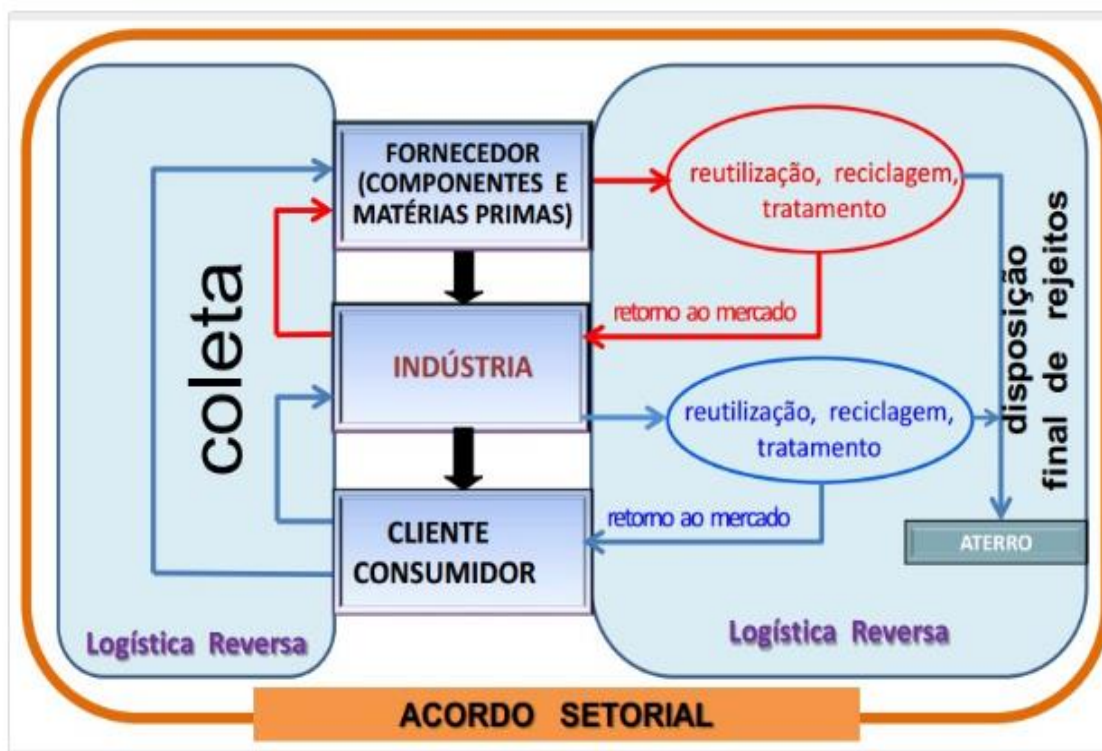 coleta
FORNECEDOR
(COMPONENTES E
MATÉRIAS PRIMAS)
reutilização, reciclagem,
tratamento
retorno ao mercado
INDÚSTRIA
reutilização, reciclagem,
tratamento
retorno ao mercado
CLIENTE
CONSUMIDOR
disposição
final de rejeitos
ATERRO
Logística Reversa
Logística Reversa
ACORDO SETORIAL